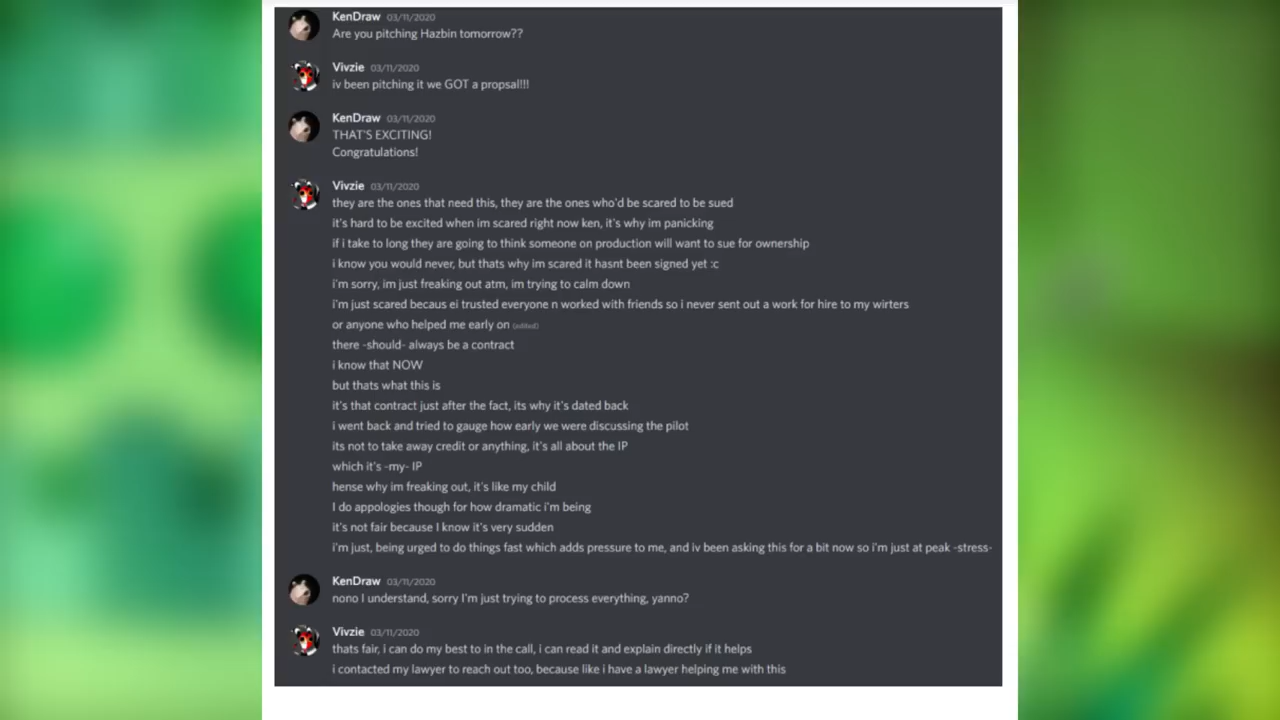 KenDraw 03/11/2020
Are you pitching Hazbin tomorrow??
Vivzie 03/11/2020
iv been pitching it we GOT a propsal!!!
KenDraw 03/11/2020
THAT'S EXCITING!
Congratulations!
Vivzie 03/11/2020
they are the ones that need this, they are the ones who'd be scared to be sued
it's hard to be excited when im scared right now ken, it's why im panicking
if i take to long they are going to think someone on production will want to sue for ownership
i know you would never, but thats why im scared it hasnt been signed yet :c
i'm sorry, im just freaking out atm, im trying to calm down
i'm just scared becaus ei trusted everyone n worked with friends so i never sent out a work for hire to my wirters
or anyone who helped me early on (edited)
there -should- always be a contract
i know that NOW
but thats what this is
it's that contract just after the fact, its why it's dated back
i went back and tried to gauge how early we were discussing the pilot
its not to take away credit or anything, it's all about the IP
which it's -my- IP
hense why im freaking out, it's like my child
I do appologies though for how dramatic i'm being
it's not fair because I know it's very sudden
i'm just, being urged to do things fast which adds pressure to me, and iv been asking this for a bit now so i'm just at peak -stress-
KenDraw 03/11/2020
nono I understand, sorry I'm just trying to process everything, yanno?
Vivzie 03/11/2020
thats fair, i can do my best to in the call, i can read it and explain directly if it helps
i contacted my lawyer to reach out too, because like i have a lawyer helping me with this